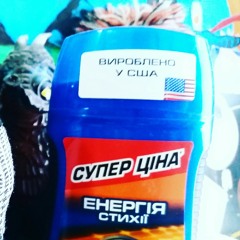 ВИРОБЛЕНО
У США
СУПЕР ЦІНА
ЕНЕРГІЯ
СТИХІЇ